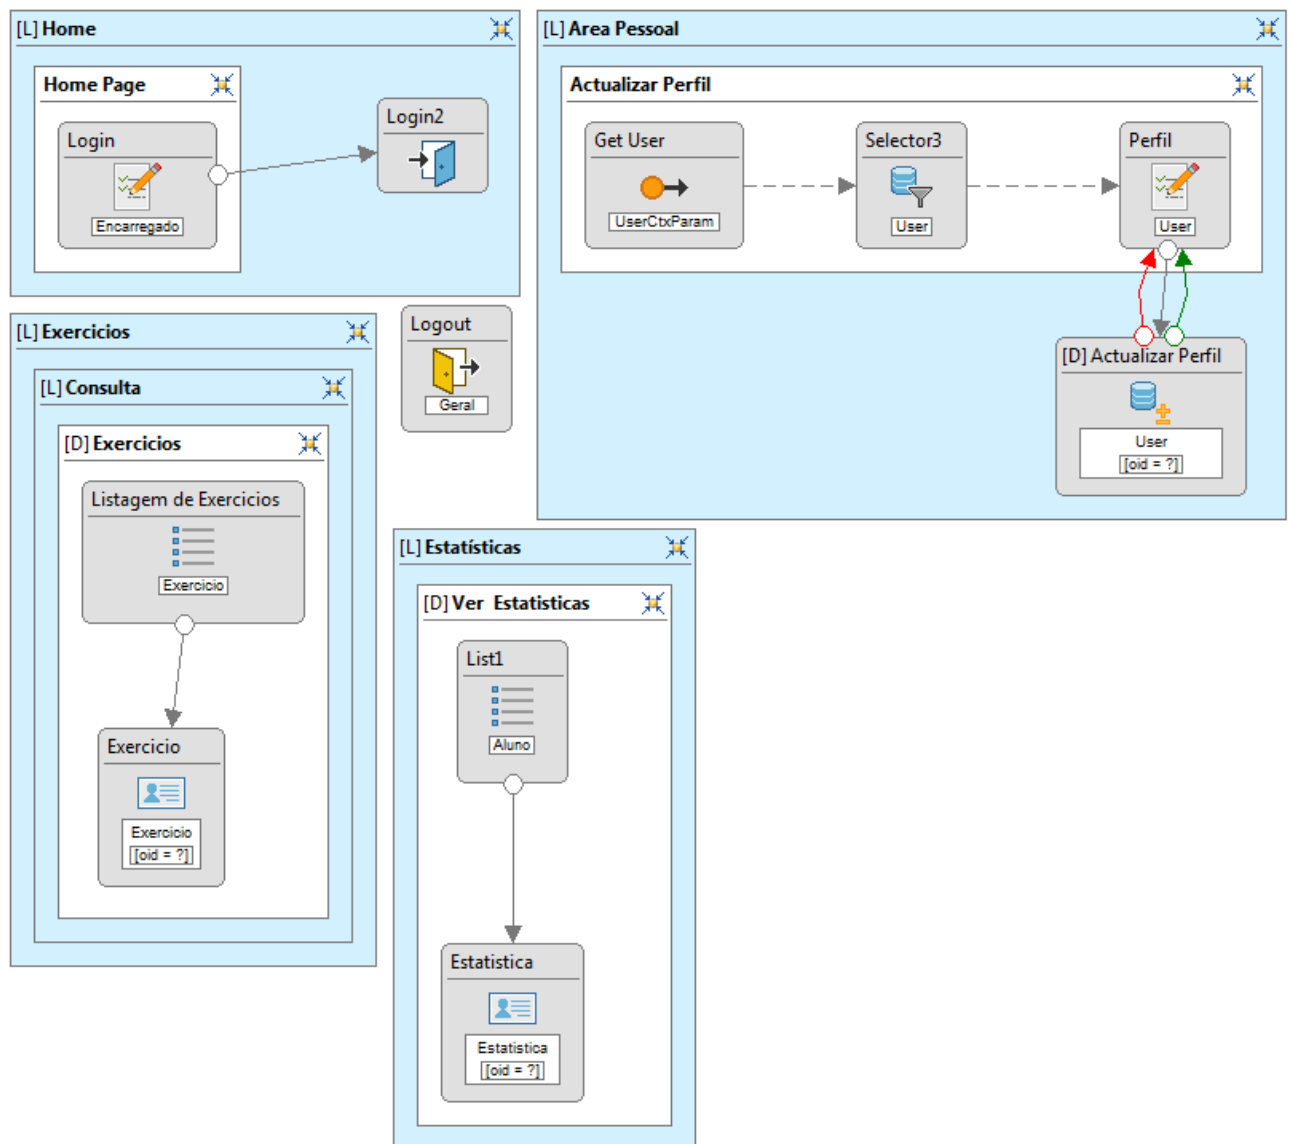 [L] Home
Home Page
Login
Encarregado
Login2
[L] Area Pessoal
Actualizar Perfil
Get User
UserCtxParam
Selector3
User
Perfil
User
[D] Actualizar Perfil
User
[oid = ?]
Logout
Geral
[L] Exercicios
[L] Consulta
[D] Exercicios
Listagem de Exercicios
Exercicio
Exercicio
Exercicio
[oid = ?]
[L] Estatísticas
[D] Ver Estatisticas
List1
Aluno
Estatistica
Estatistica
[oid = ?]